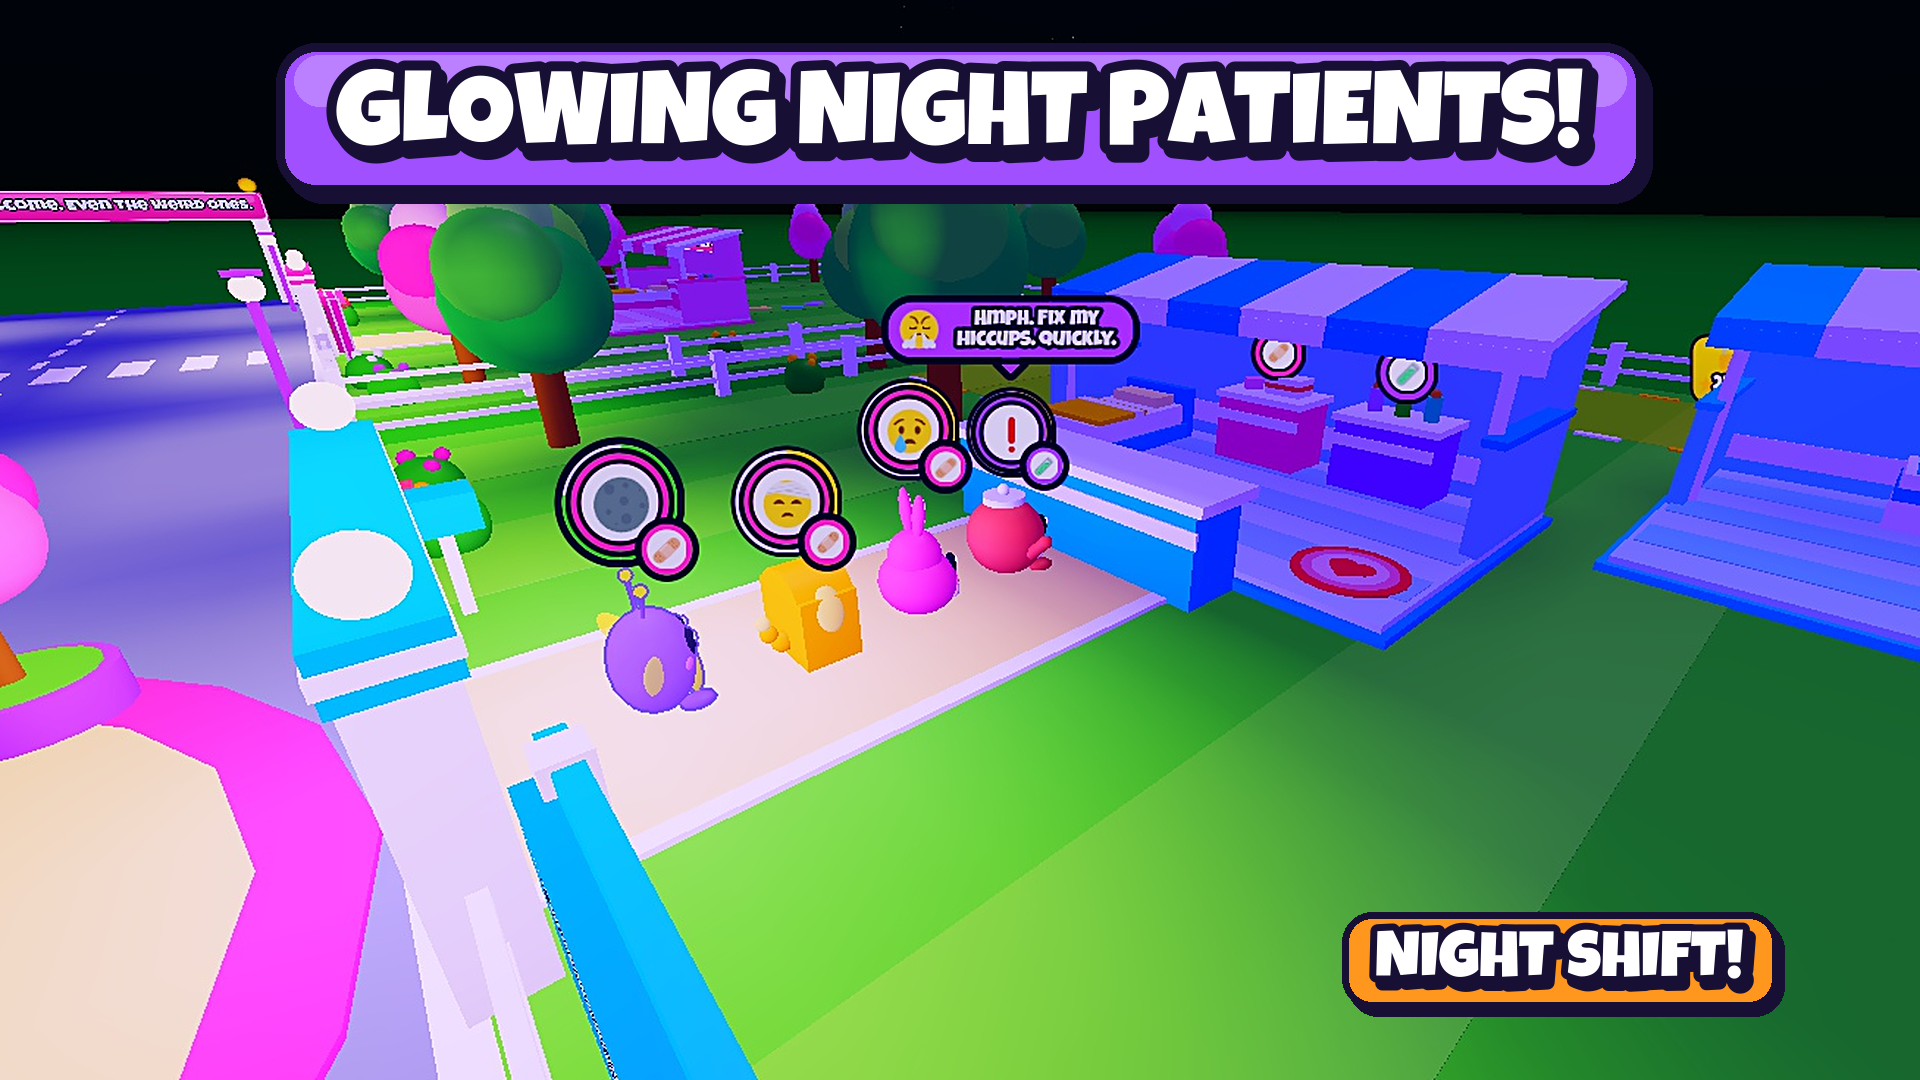 GLOWING NIGHT PATIENTS!
COME. EVEN THE WEIRD ONES.
HMPH. FIX MY
HICCUPS. QUICKLY.
NIGHT SHIFT!